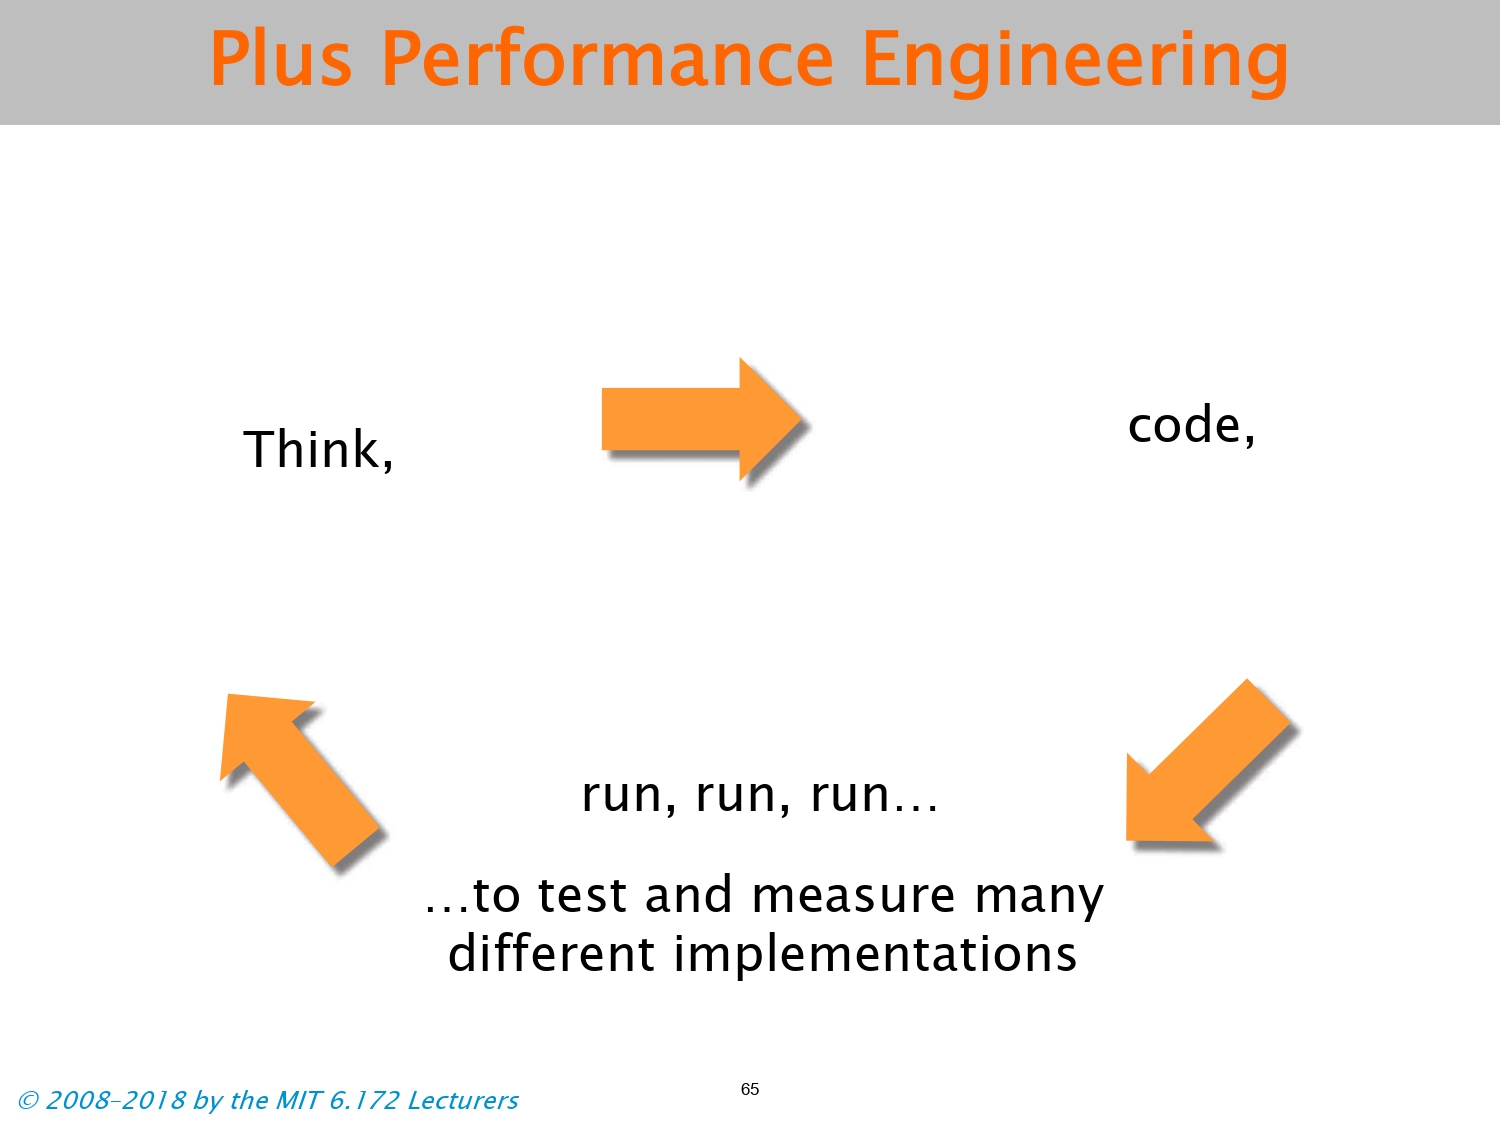 Plus Performance Engineering
Think,
code,
run, run, run…
…to test and measure many
different implementations
© 2008–2018 by the MIT 6.172 Lecturers
65